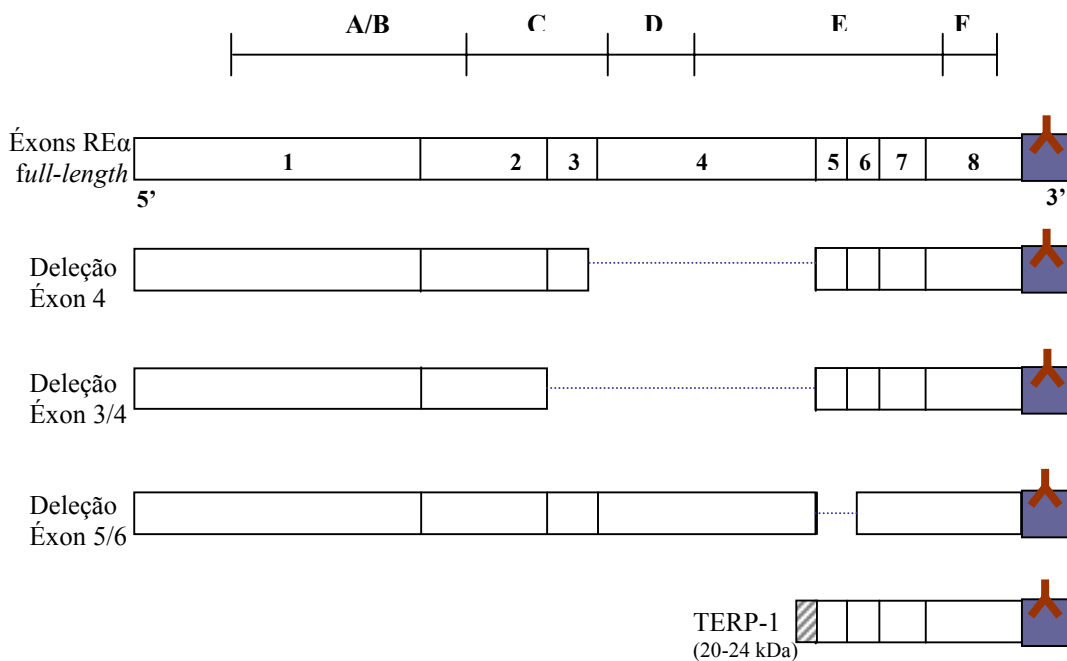 A/B C D E F
Éxons REα
full-length
1 2 3 4 5 6 7 8
5’ 3’
Deleção
Éxon 4
Deleção
Éxon 3/4
Deleção
Éxon 5/6
TERP-1
(20-24 kDa)